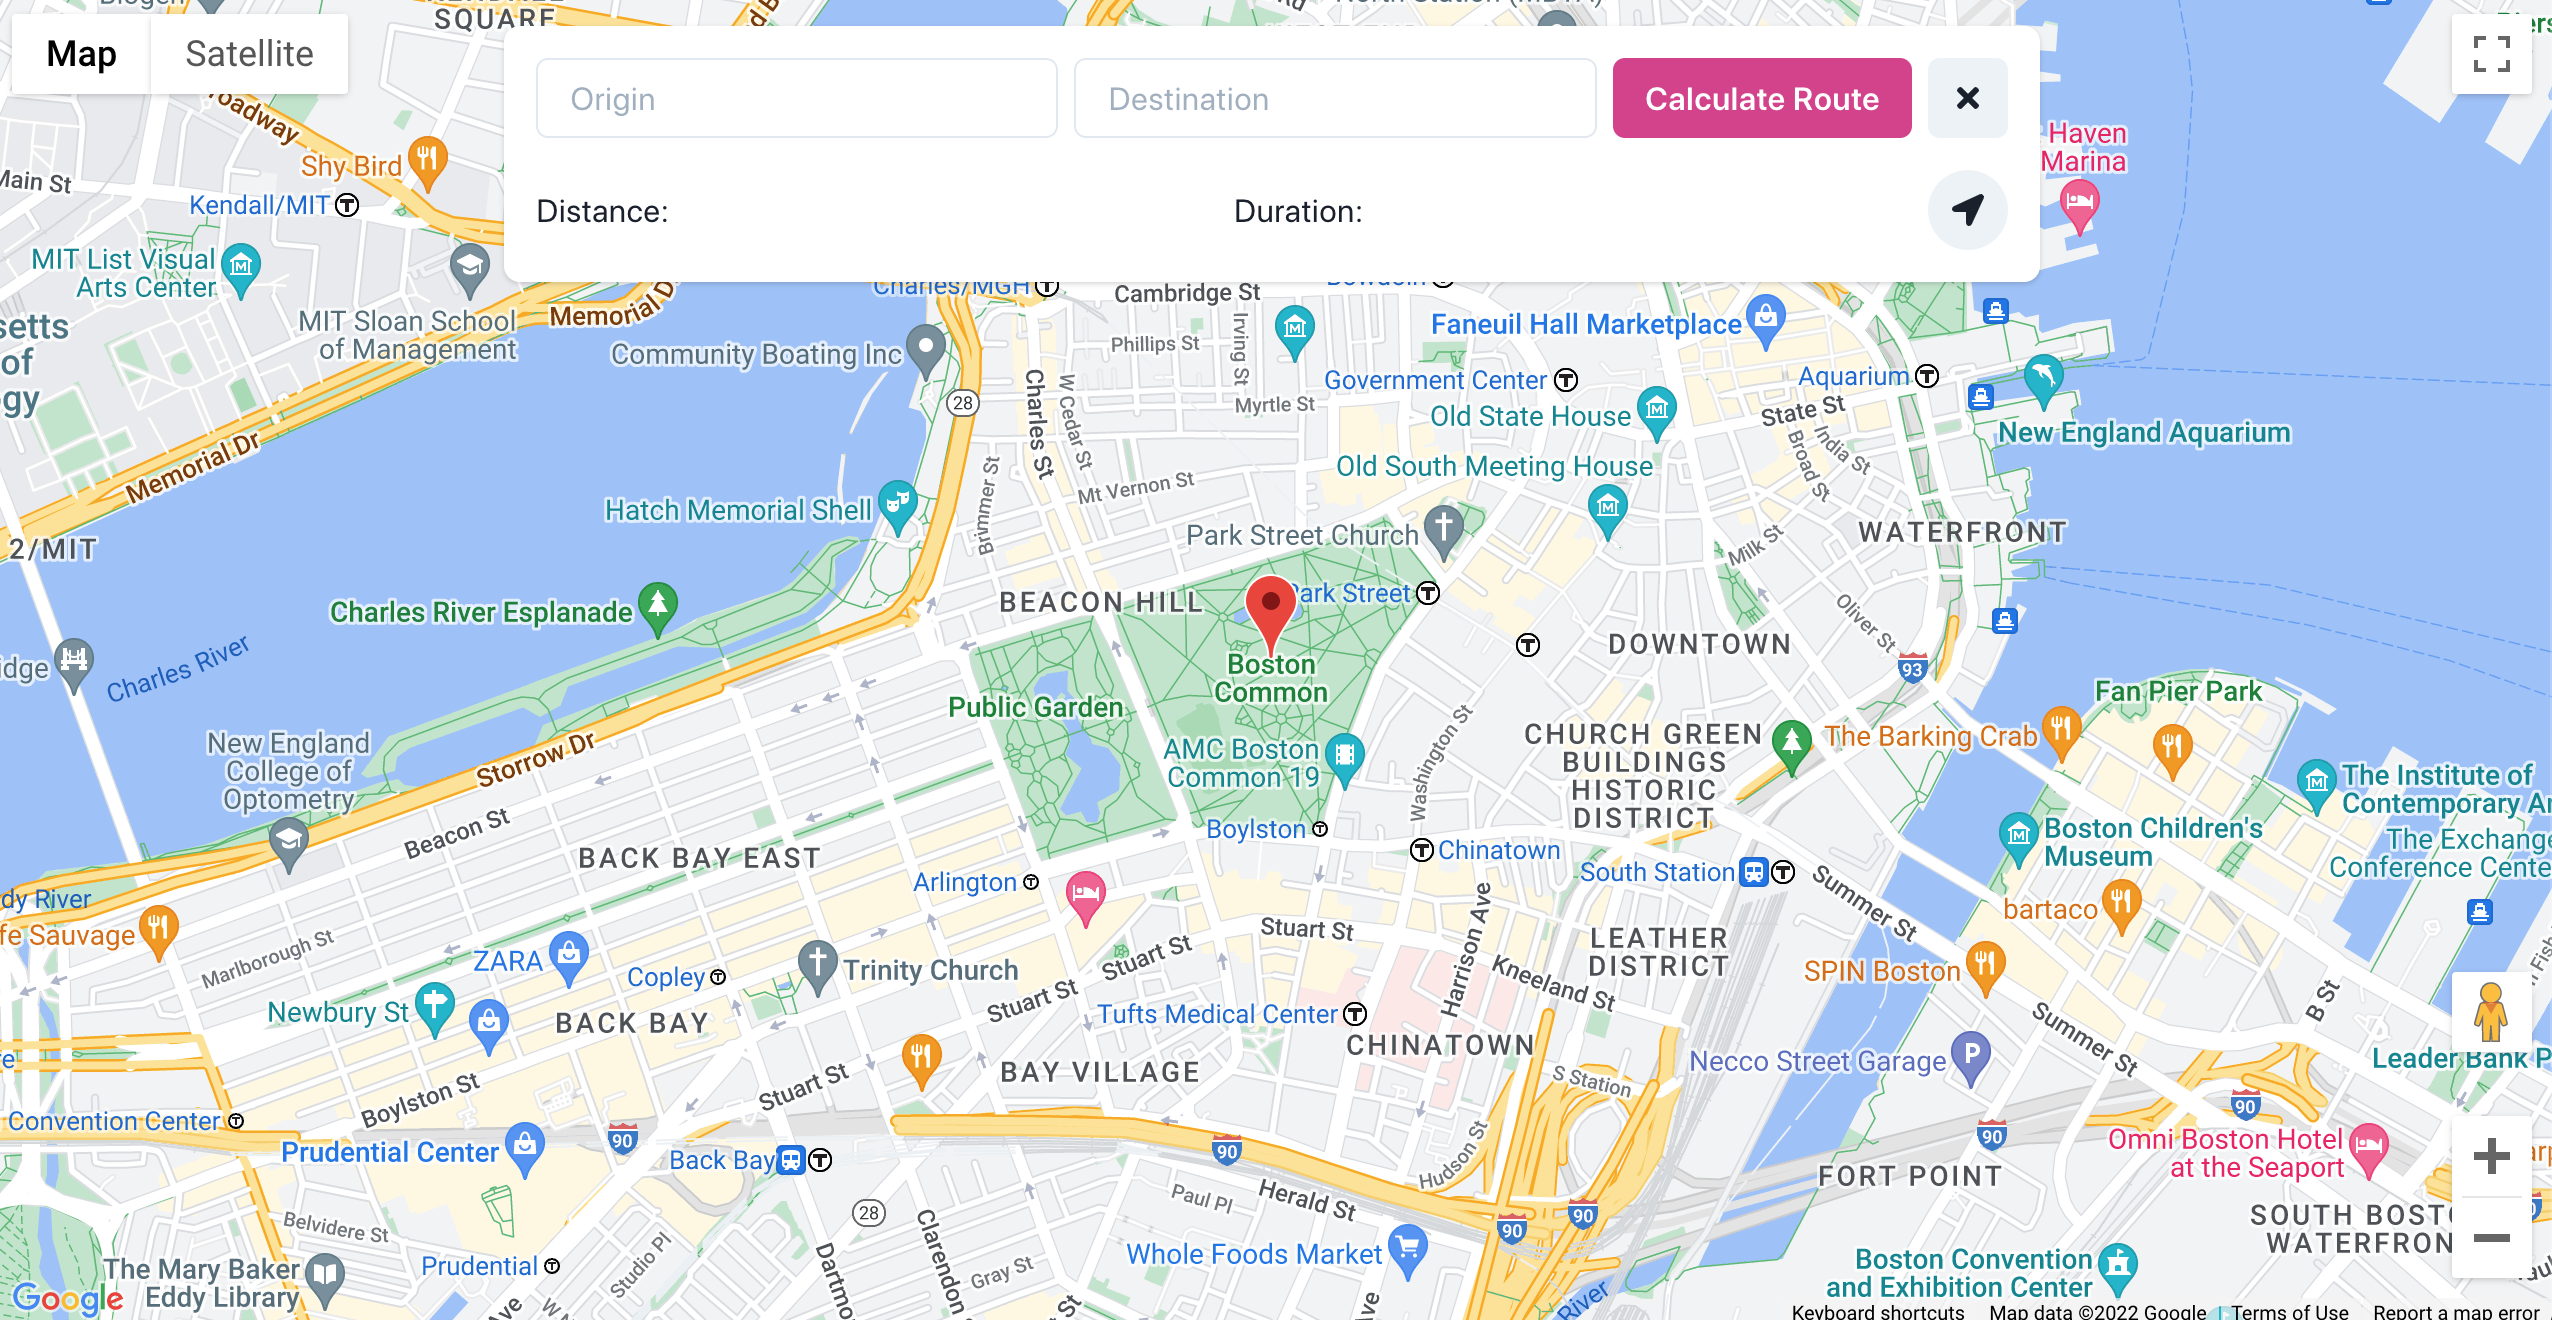 SQUARE
Map
Satellite
Origin
Destination
Calculate Route
Distance:
Duration:
Shy Bird
Main St
Kendall/MIT
MIT List Visual
Arts Center
MIT Sloan School
of Management
Memorial D
Charles/MGH
Cambridge St
Faneuil Hall Marketplace
Haven
Marina
Community Boating Inc
Phillips St
Irving St
Government Center
Aquarium
28
Charles St
W Cedar St
Myrtle St
Old State House
State St
New England Aquarium
India St
Broad St
Memorial Dr
Old South Meeting House
Brimmer St
Mt Vernon St
Hatch Memorial Shell
Park Street Church
Milk St
WATERFRONT
2/MIT
Charles River Esplanade
BEACON HILL
Park Street
Oliver St
DOWNTOWN
93
Charles River
Boston
Common
Public Garden
Fan Pier Park
Washington St
New England
College of
Optometry
Storrow Dr
AMC Boston
Common 19
CHURCH GREEN
BUILDINGS
HISTORIC
DISTRICT
The Barking Crab
The Institute of
Contemporary
Beacon St
BACK BAY EAST
Boylston
Chinatown
Boston Children's
Museum
The Exchange
Conference
Arlington
South Station
Summer St
bartaco
Marlborough St
Harrison Ave
Stuart St
Stuart St
LEATHER
DISTRICT
ZARA
Copley
Trinity Church
Kneeland St
SPIN Boston
Newbury St
Stuart St
BACK BAY
Tufts Medical Center
CHINATOWN
Summer St
B St
BAY VILLAGE
Necco Street Garage
P
Leader Bank P
S Station
Boylston St
Stuart St
Convention Center
Prudential Center
90
Back Bay
90
Hudson St
90
90
Omni Boston Hotel
at the Seaport
FORT POINT
Paul Pl
Herald St
28
90
90
Belvidere St
Studio Pl
Clarendon
Gray St
Whole Foods Market
SOUTH BOST
WATERFRON
The Mary Baker
Eddy Library
Prudential
Boston Convention
and Exhibition Center
Google
Ave
St
River
Keyboard shortcuts
Map data ©2022 Google
Terms of Use
Report a map error